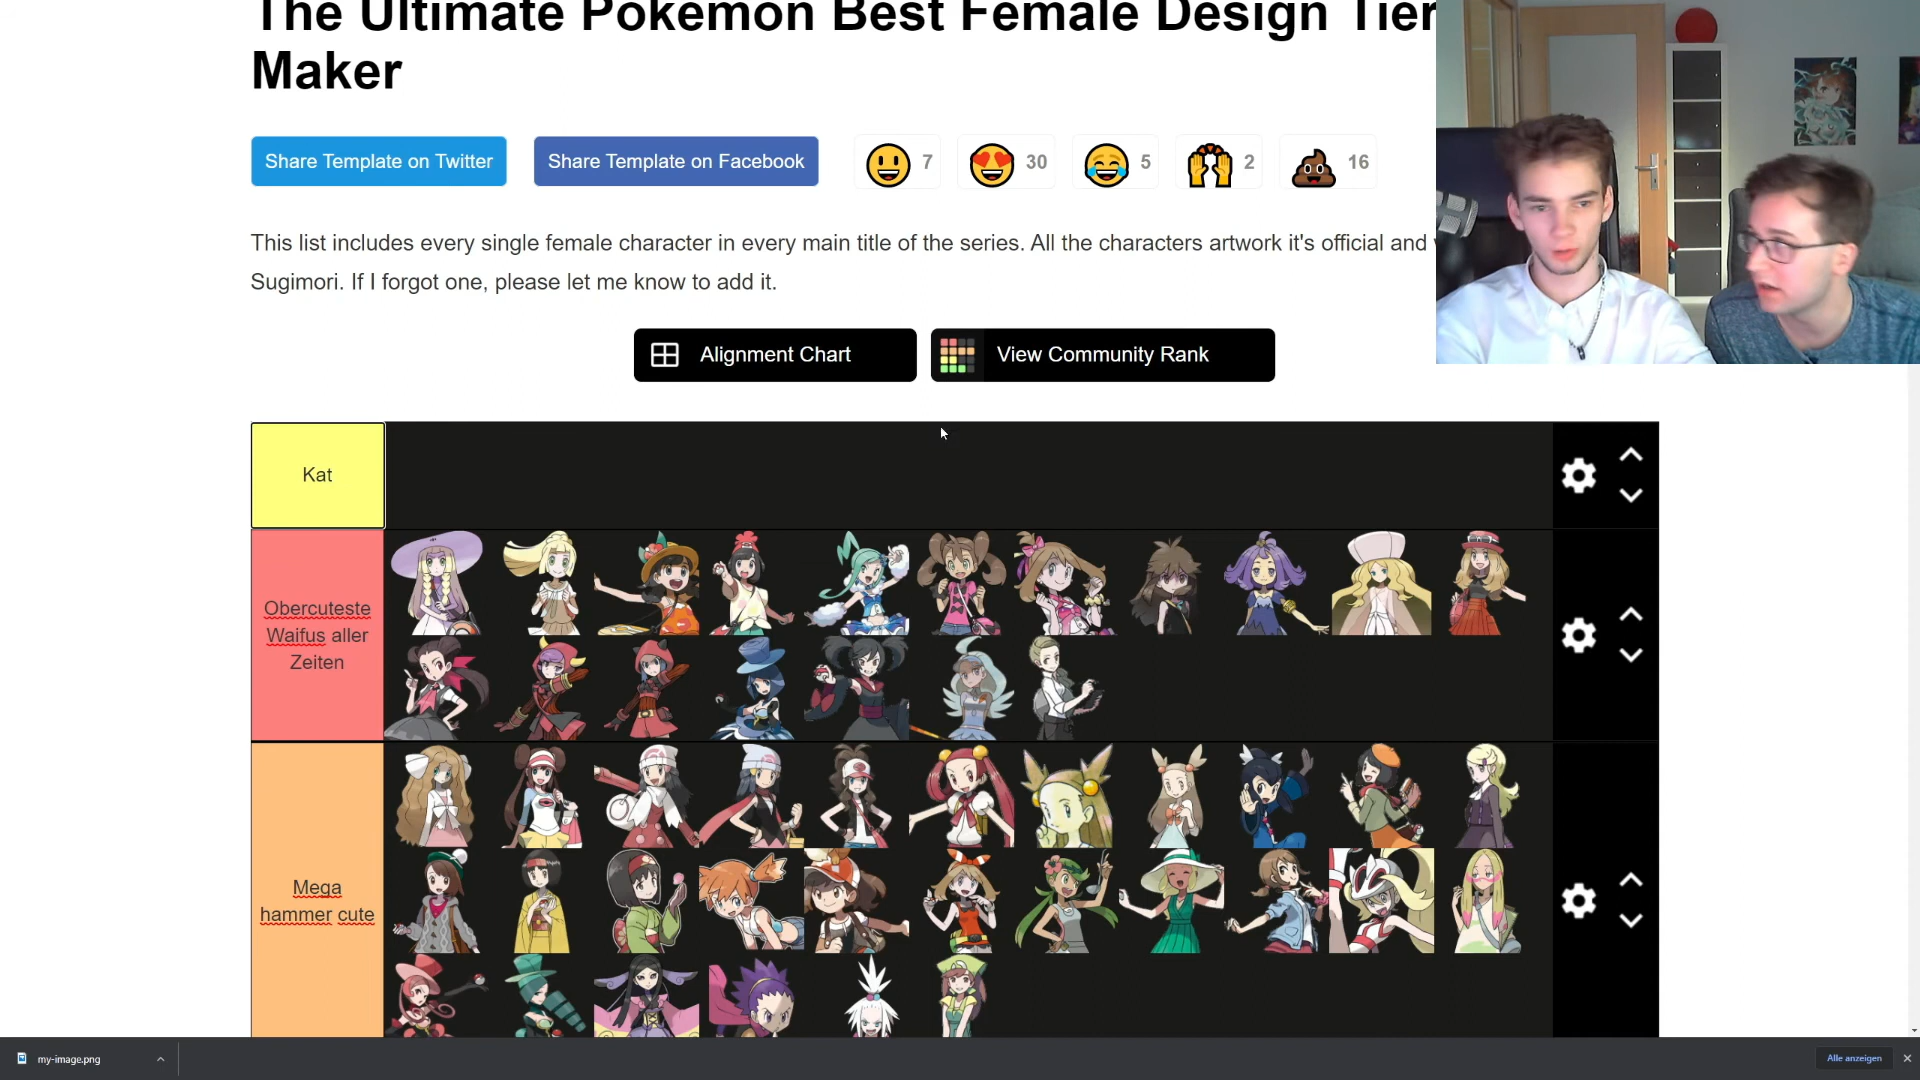 The Ultimate Pokemon Best Female Design Tier
Maker
Share Template on Twitter
Share Template on Facebook
7
30
5
2
16
This list includes every single female character in every main title of the series. All the characters artwork it's official and
Sugimori. If I forgot one, please let me know to add it.
Alignment Chart
View Community Rank
Kat
Obercuteste
Waifus aller
Zeiten
Mega
hammer cute
my-image.png
Alle anzeigen